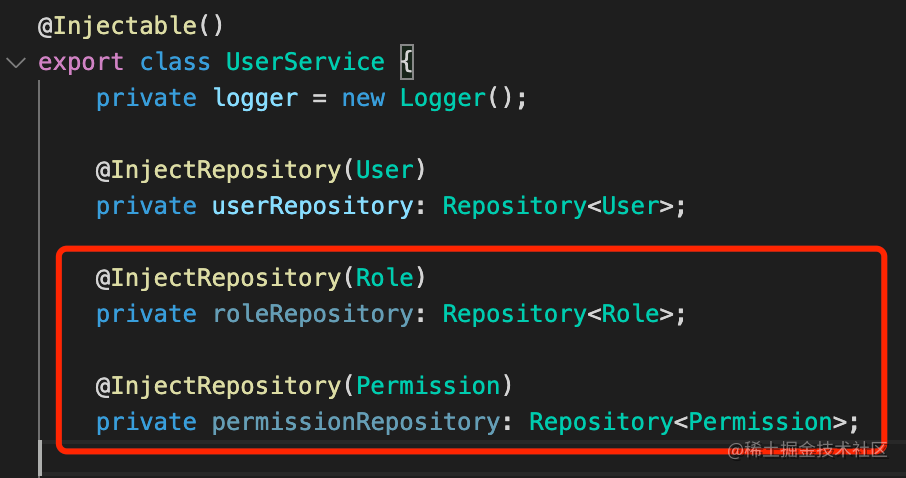 @Injectable()
export class UserService {
private logger = new Logger();
@InjectRepository(User)
private userRepository: Repository<User>;
@InjectRepository(Role)
private roleRepository: Repository<Role>;
@InjectRepository(Permission)
private permissionRepository: Repository<Permission>;
@稀土掘金技术社区